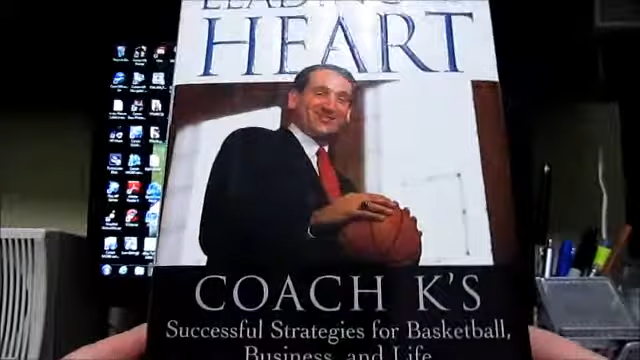 LEADING
HEART
COACH K'S
Successful Strategies for Basketball,
Business, and Life